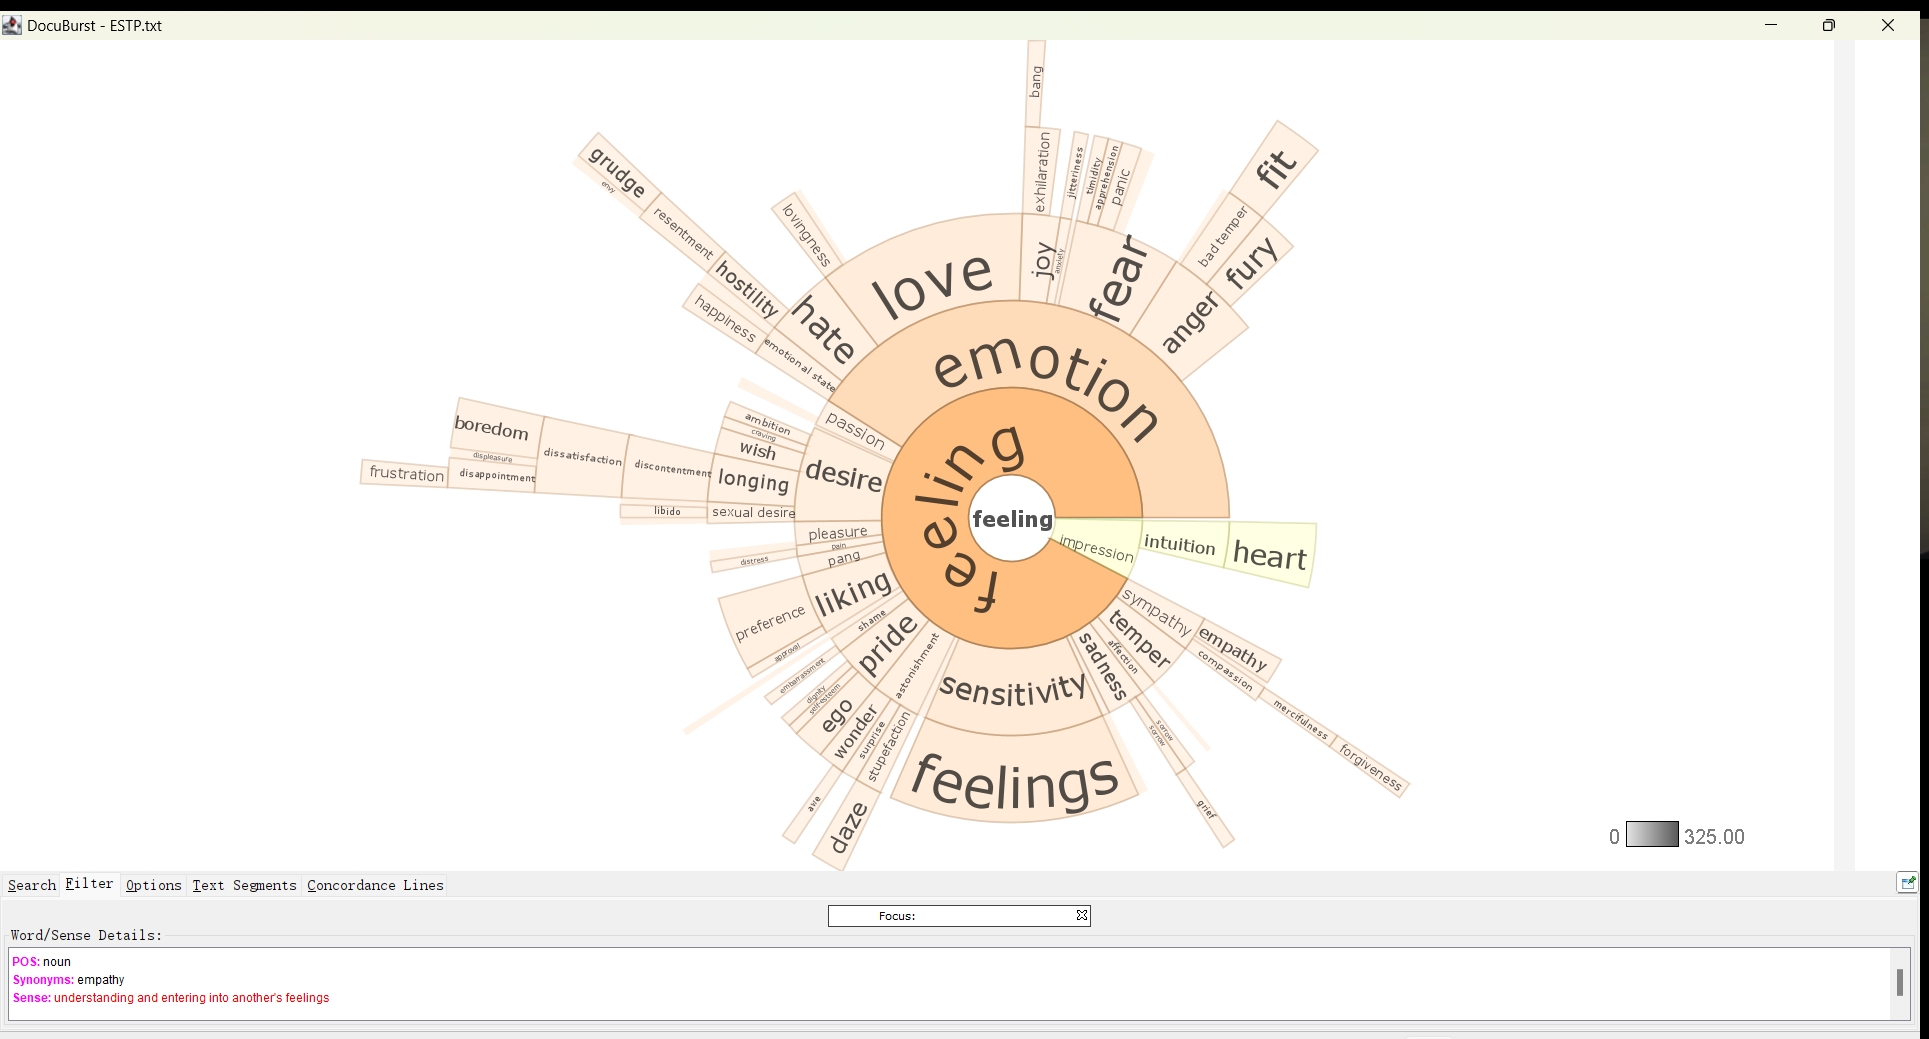 DocuBurst - ESTP.txt
bang
exhilaration
jitteriness
timidity
apprehension
panic
fit
bad temper
fury
grudge
envy
resentment
hostility
happiness
emotional state
lovingness
hate
love
joy
anxiety
fear
anger
emotion
passion
boredom
displeasure
disappointment
frustration
dissatisfaction
discontentment
ambition
craving
wish
longing
desire
libido
sexual desire
feeling
feeling
impression
intuition
heart
pleasure
pain
pang
distress
liking
preference
approval
shame
embarrassment
pride
dignity
self-esteem
ego
astonishment
wonder
surprise
stupefaction
awe
daze
sensitivity
feelings
sadness
sorrow
sorrow
grief
affection
temper
sympathy
empathy
compassion
mercifulness
forgiveness
0 325.00
Search Filter Options Text Segments Concordance Lines
Focus:
Word/Sense Details:
POS: noun
Synonyms: empathy
Sense: understanding and entering into another's feelings